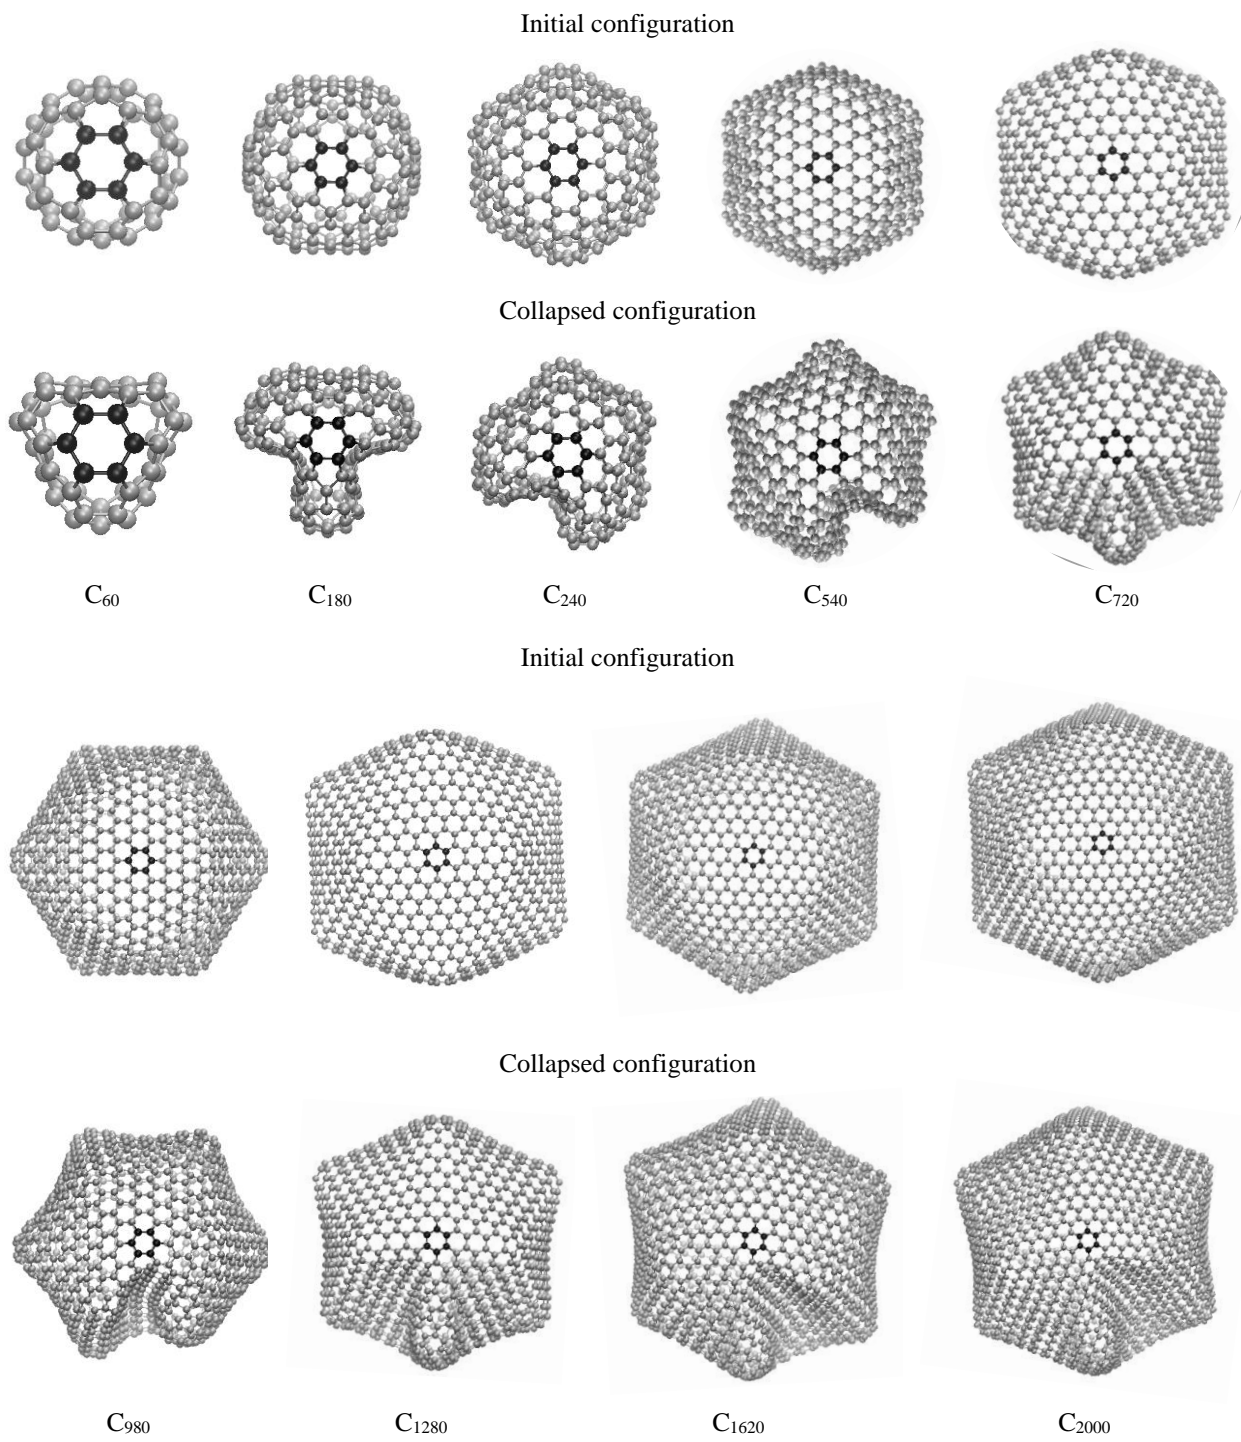 Initial configuration
Collapsed configuration
C₆₀ C₁₈₀ C₂₄₀ C₅₄₀ C₇₂₀
Initial configuration
Collapsed configuration
C₉₈₀ C₁₂₈₀ C₁₆₂₀ C₂₀₀₀